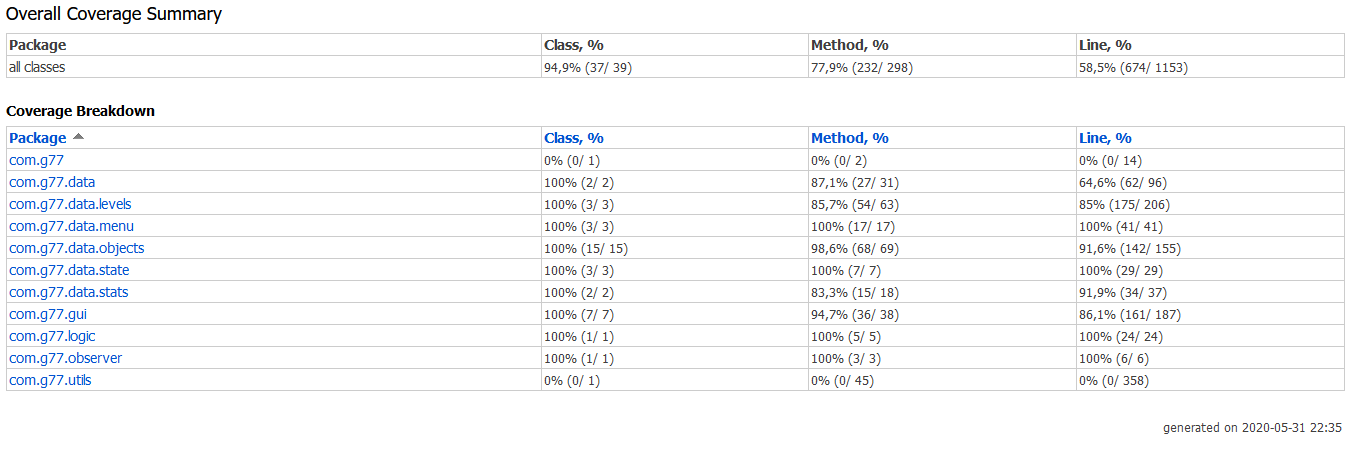 Overall Coverage Summary
Package Class, % Method, % Line, %
all classes 94,9% (37/ 39) 77,9% (232/ 298) 58,5% (674/ 1153)
Coverage Breakdown
Package Class, % Method, % Line, %
com.g77 0% (0/ 1) 0% (0/ 2) 0% (0/ 14)
com.g77.data 100% (2/ 2) 87,1% (27/ 31) 64,6% (62/ 96)
com.g77.data.levels 100% (3/ 3) 85,7% (54/ 63) 85% (175/ 206)
com.g77.data.menu 100% (3/ 3) 100% (17/ 17) 100% (41/ 41)
com.g77.data.objects 100% (15/ 15) 98,6% (68/ 69) 91,6% (142/ 155)
com.g77.data.state 100% (3/ 3) 100% (7/ 7) 100% (29/ 29)
com.g77.data.stats 100% (2/ 2) 83,3% (15/ 18) 91,9% (34/ 37)
com.g77.gui 100% (7/ 7) 94,7% (36/ 38) 86,1% (161/ 187)
com.g77.logic 100% (1/ 1) 100% (5/ 5) 100% (24/ 24)
com.g77.observer 100% (1/ 1) 100% (3/ 3) 100% (6/ 6)
com.g77.utils 0% (0/ 1) 0% (0/ 45) 0% (0/ 358)
generated on 2020-05-31 22:35